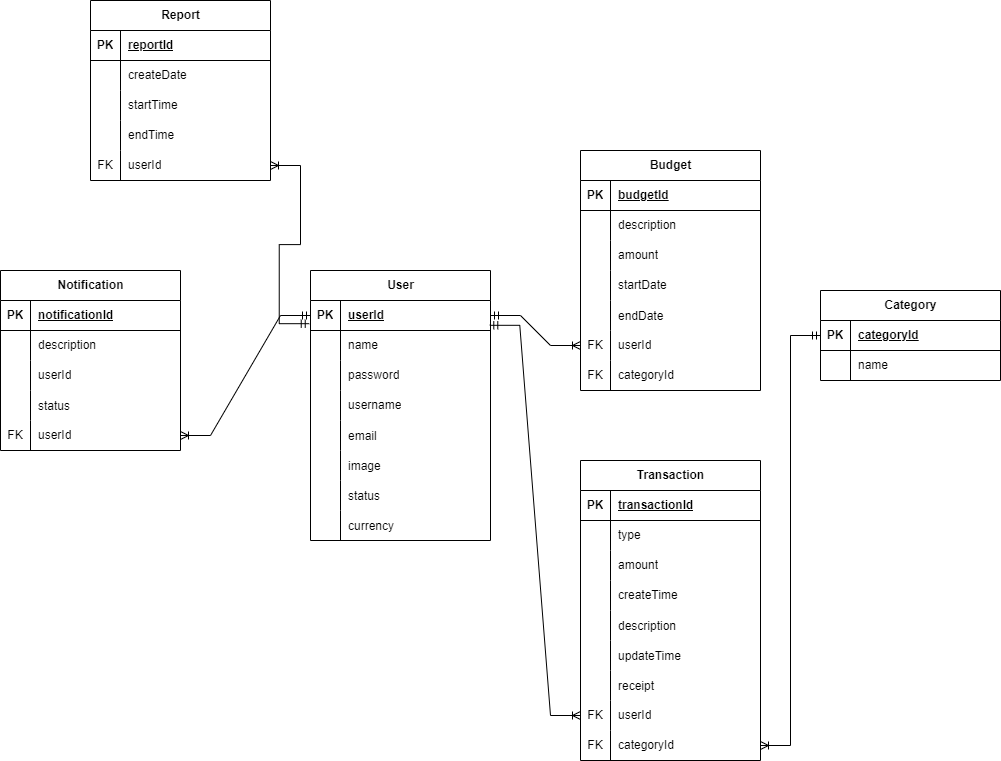 Report
PK reportId
createDate
startTime
endTime
FK userId
Notification
PK notificationId
description
userId
status
FK userId
User
PK userId
name
password
username
email
image
status
currency
Budget
PK budgetId
description
amount
startDate
endDate
FK userId
FK categoryId
Category
PK categoryId
name
Transaction
PK transactionId
type
amount
createTime
description
updateTime
receipt
FK userId
FK categoryId